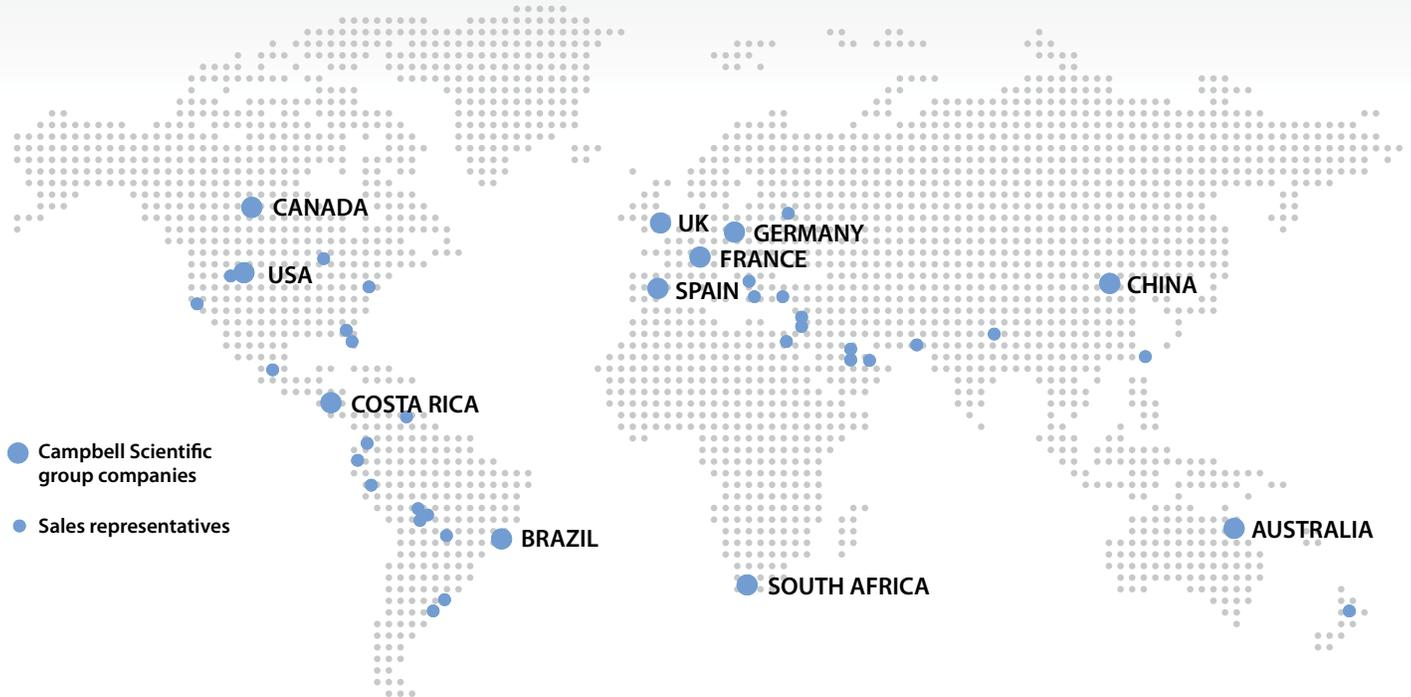 CANADA
UK
GERMANY
FRANCE
USA
SPAIN
CHINA
COSTA RICA
Campbell Scientific
group companies
Sales representatives
BRAZIL
AUSTRALIA
SOUTH AFRICA